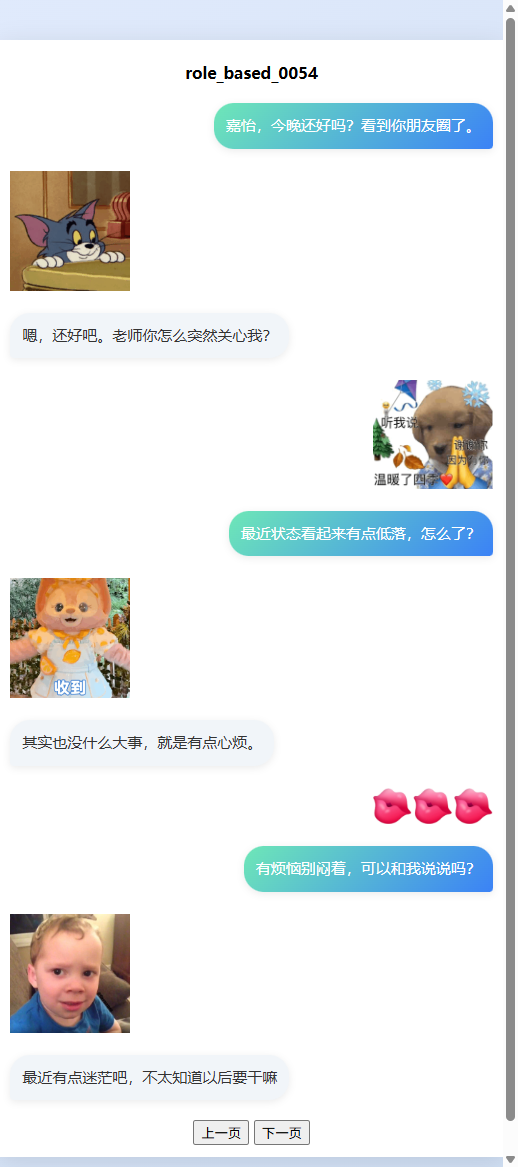 role_based_0054
嘉怡，今晚还好吗？看到你朋友圈了。
嗯，还好吧。老师你怎么突然关心我？
听我说
谢谢你
因为有你
温暖了四季
最近状态看起来有点低落，怎么了？
收到
其实也没什么大事，就是有点心烦。
有烦恼别闷着，可以和我说说吗？
最近有点迷茫吧，不太知道以后要干嘛
上一页 下一页